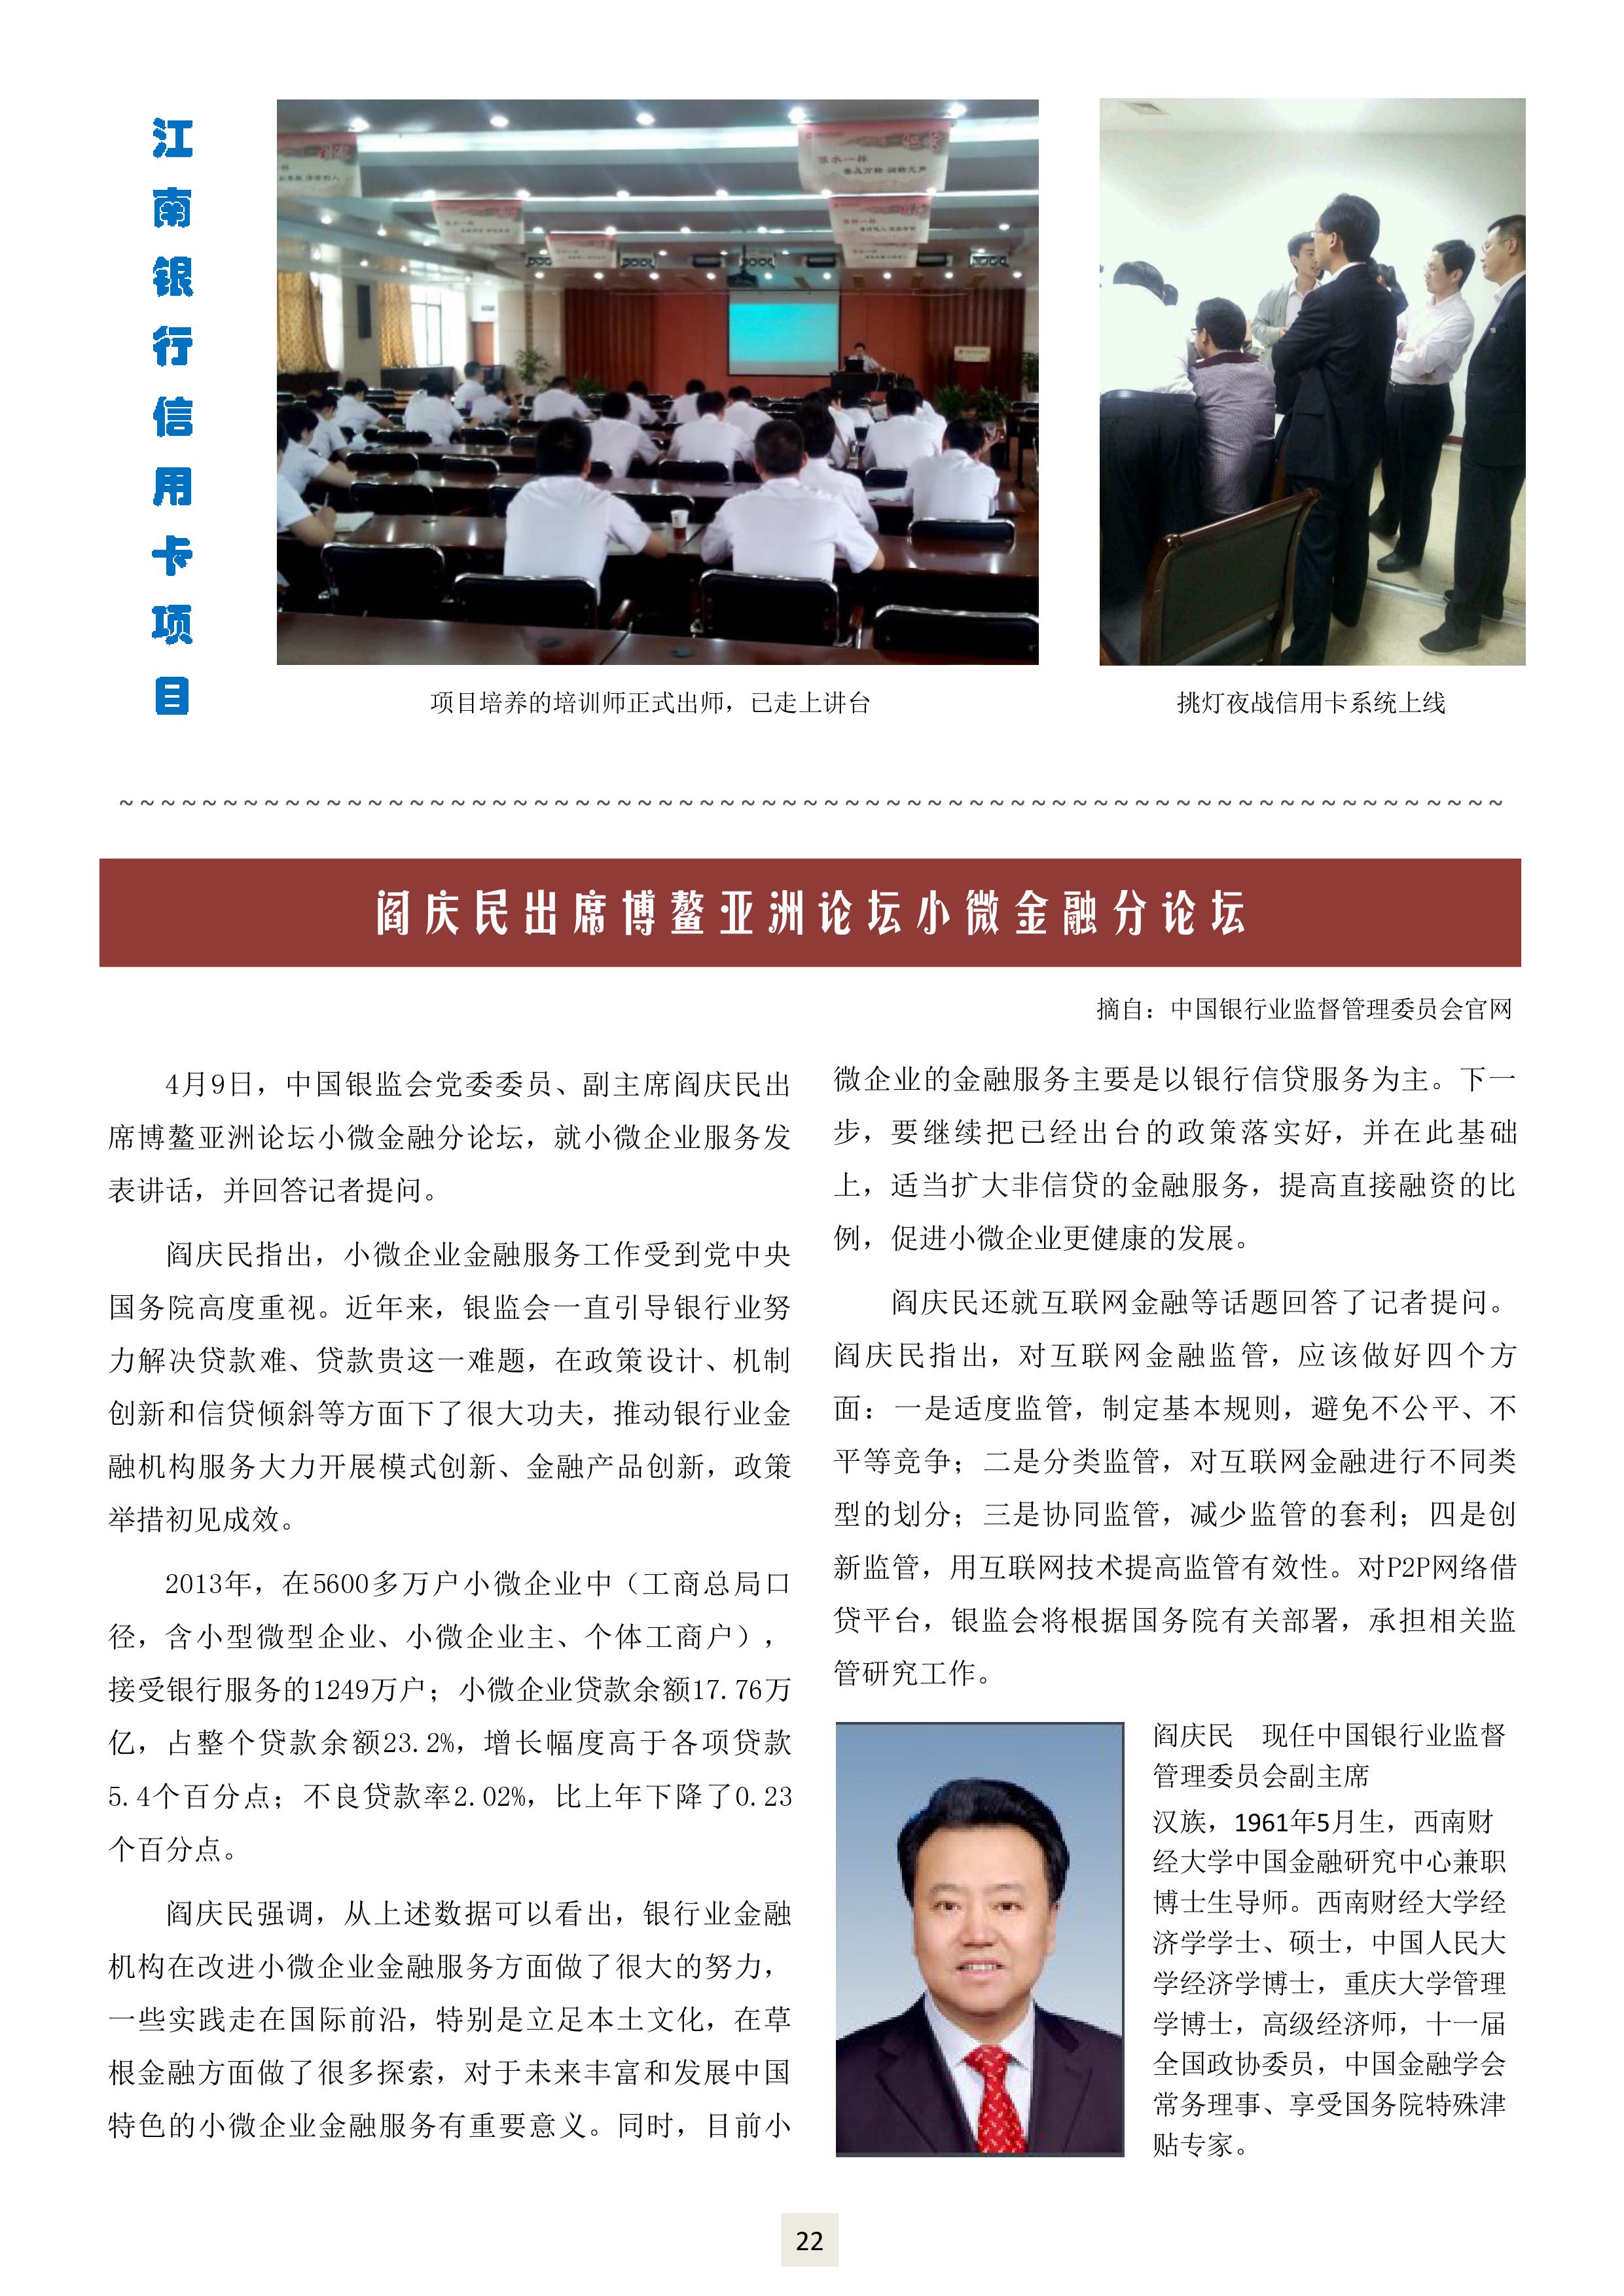 江南银行信用卡项目
项目培养的培训师正式出师，已走上讲台
挑灯夜战信用卡系统上线
~~~~~~~~~~~~~~~~~~~~~~~~~~~~~~~~~~~~~~~~~~~~~~~~~~~~~~~~~~~~~~~~~~~
阎庆民出席博鳌亚洲论坛小微金融分论坛
摘自：中国银行业监督管理委员会官网
4月9日，中国银监会党委委员、副主席阎庆民出
席博鳌亚洲论坛小微金融分论坛，就小微企业服务发
表讲话，并回答记者提问。
阎庆民指出，小微企业金融服务工作受到党中央
国务院高度重视。近年来，银监会一直引导银行业努
力解决贷款难、贷款贵这一难题，在政策设计、机制
创新和信贷倾斜等方面下了很大功夫，推动银行业金
融机构服务大力开展模式创新、金融产品创新，政策
举措初见成效。
2013年，在5600多万户小微企业中（工商总局口
径，含小型微型企业、小微企业主、个体工商户），
接受银行服务的1249万户；小微企业贷款余额17.76万
亿，占整个贷款余额23.2%，增长幅度高于各项贷款
5.4个百分点；不良贷款率2.02%，比上年下降了0.23
个百分点。
阎庆民强调，从上述数据可以看出，银行业金融
机构在改进小微企业金融服务方面做了很大的努力，
一些实践走在国际前沿，特别是立足本土文化，在草
根金融方面做了很多探索，对于未来丰富和发展中国
特色的小微企业金融服务有重要意义。同时，目前小
微企业的金融服务主要是以银行信贷服务为主。下一
步，要继续把已经出台的政策落实好，并在此基础
上，适当扩大非信贷的金融服务，提高直接融资的比
例，促进小微企业更健康的发展。
阎庆民还就互联网金融等话题回答了记者提问。
阎庆民指出，对互联网金融监管，应该做好四个方
面：一是适度监管，制定基本规则，避免不公平、不
平等竞争；二是分类监管，对互联网金融进行不同类
型的划分；三是协同监管，减少监管的套利；四是创
新监管，用互联网技术提高监管有效性。对P2P网络借
贷平台，银监会将根据国务院有关部署，承担相关监
管研究工作。
阎庆民　现任中国银行业监督
管理委员会副主席
汉族，1961年5月生，西南财
经大学中国金融研究中心兼职
博士生导师。西南财经大学经
济学学士、硕士，中国人民大
学经济学博士，重庆大学管理
学博士，高级经济师，十一届
全国政协委员，中国金融学会
常务理事、享受国务院特殊津
贴专家。
22